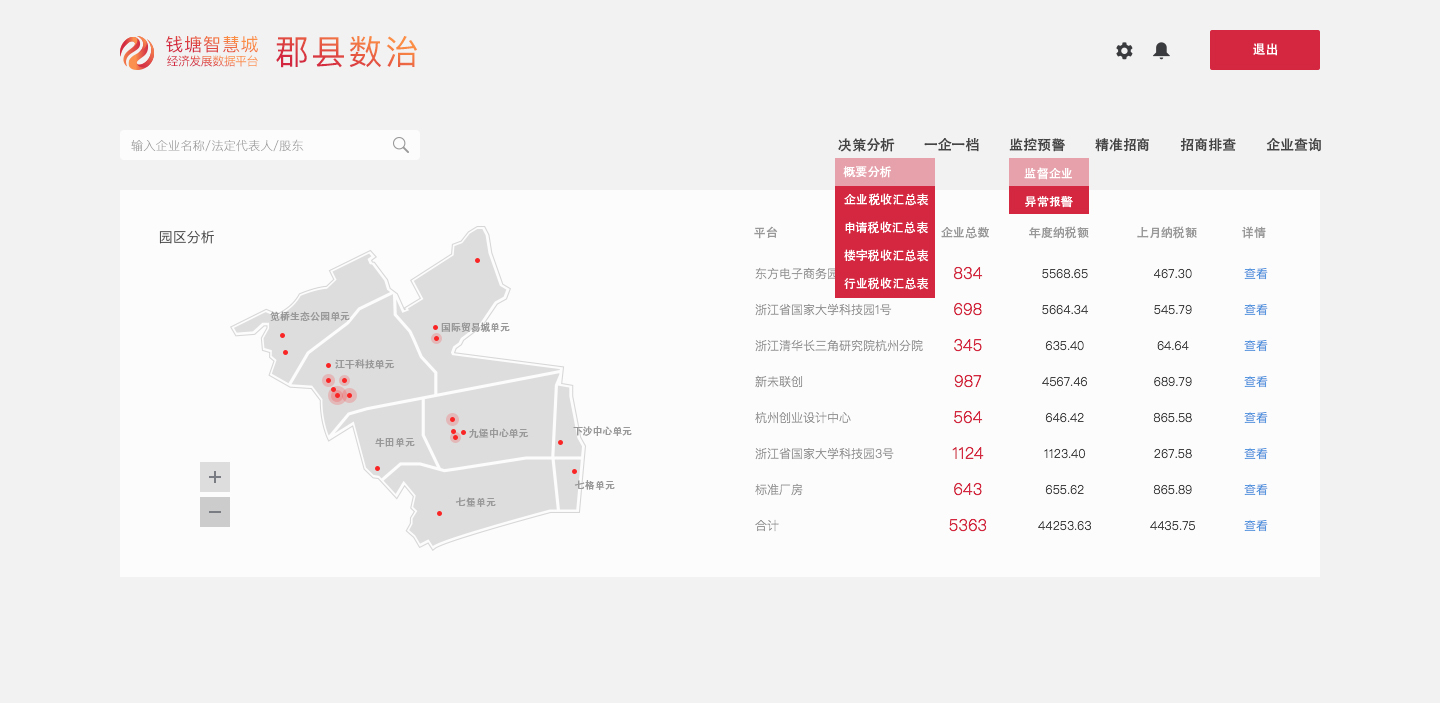 钱塘智慧城
经济发展数据平台
郡县数治
退出
输入企业名称/法定代表人/股东
决策分析 一企一档 监控预警 精准招商 招商排查 企业查询
概要分析
企业税收汇总表
申请税收汇总表
楼宇税收汇总表
行业税收汇总表
监督企业
异常报警
园区分析
笕桥生态公园单元
国际贸易城单元
江干科技单元
九堡中心单元
下沙中心单元
牛田单元
七格单元
七堡单元
平台 企业总数 年度纳税额 上月纳税额 详情
东方电子商务园 834 5568.65 467.30 查看
浙江省国家大学科技园1号 698 5664.34 545.79 查看
浙江清华长三角研究院杭州分院 345 635.40 64.64 查看
新未联创 987 4567.46 689.79 查看
杭州创业设计中心 564 646.42 865.58 查看
浙江省国家大学科技园3号 1124 1123.40 267.58 查看
标准厂房 643 655.62 865.89 查看
合计 5363 44253.63 4435.75 查看